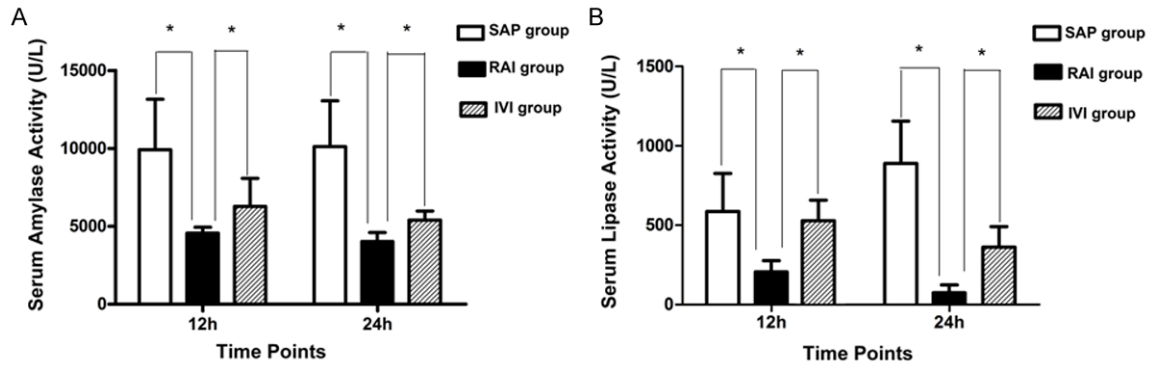 A
Serum Amylase Activity (U/L)
15000
10000
5000
0
* * * *
12h 24h
Time Points
SAP group
RAI group
IVI group
B
Serum Lipase Activity (U/L)
1500
1000
500
0
* * * *
12h 24h
Time Points
SAP group
RAI group
IVI group